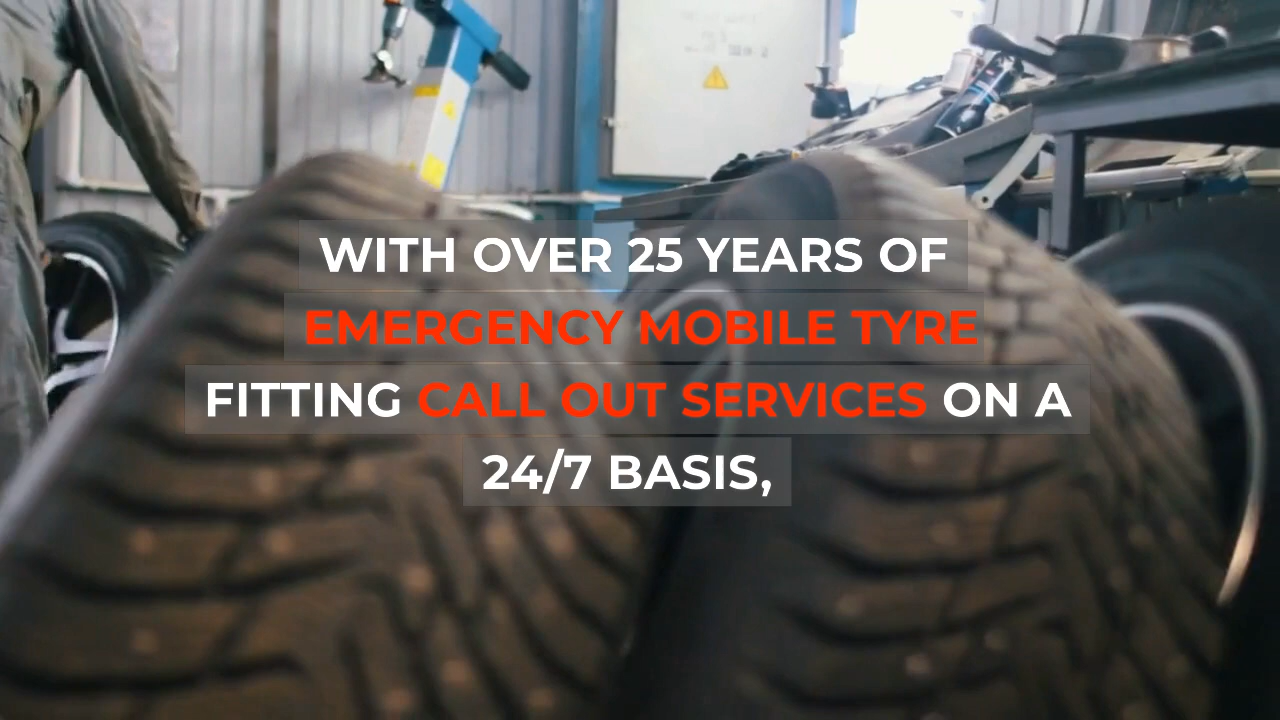 WITH OVER 25 YEARS OF
EMERGENCY MOBILE TYRE
FITTING CALL OUT SERVICES ON A
24/7 BASIS,